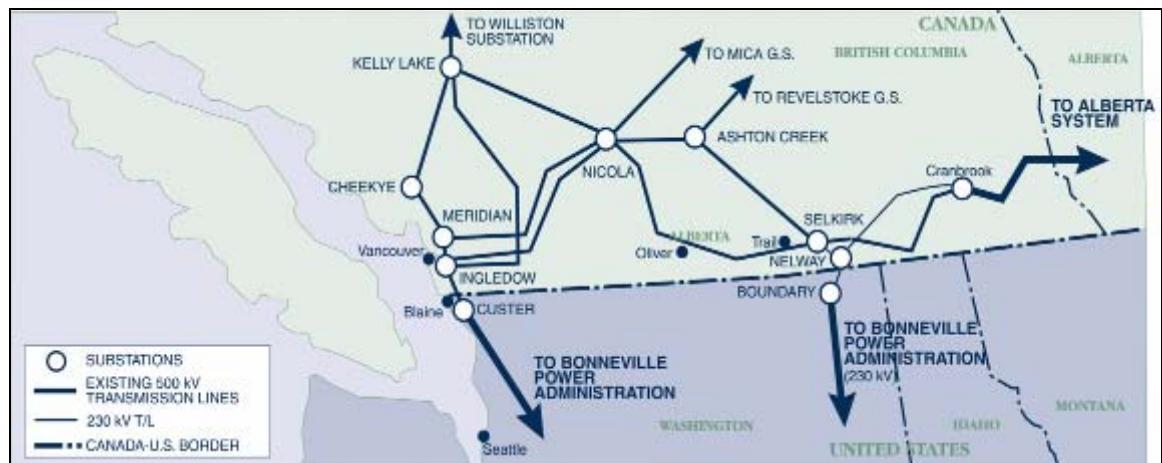 TO WILLISTON
SUBSTATION
CANADA
BRITISH COLUMBIA
ALBERTA
KELLY LAKE
TO MICA G.S.
TO REVELSTOKE G.S.
TO ALBERTA
SYSTEM
ASHTON CREEK
NICOLA
Cranbrook
CHEEKYE
MERIDIAN
SELKIRK
ALBERTA
Trail
Vancouver
Oliver
NELWAY
INGLEDOW
BOUNDARY
Blaine
CUSTER
TO BONNEVILLE
POWER
ADMINISTRATION
(230 kV)
TO BONNEVILLE
POWER
ADMINISTRATION
SUBSTATIONS
EXISTING 500 kV
TRANSMISSION LINES
230 kV T/L
CANADA-U.S. BORDER
Seattle
WASHINGTON
IDAHO
MONTANA
UNITED STATES